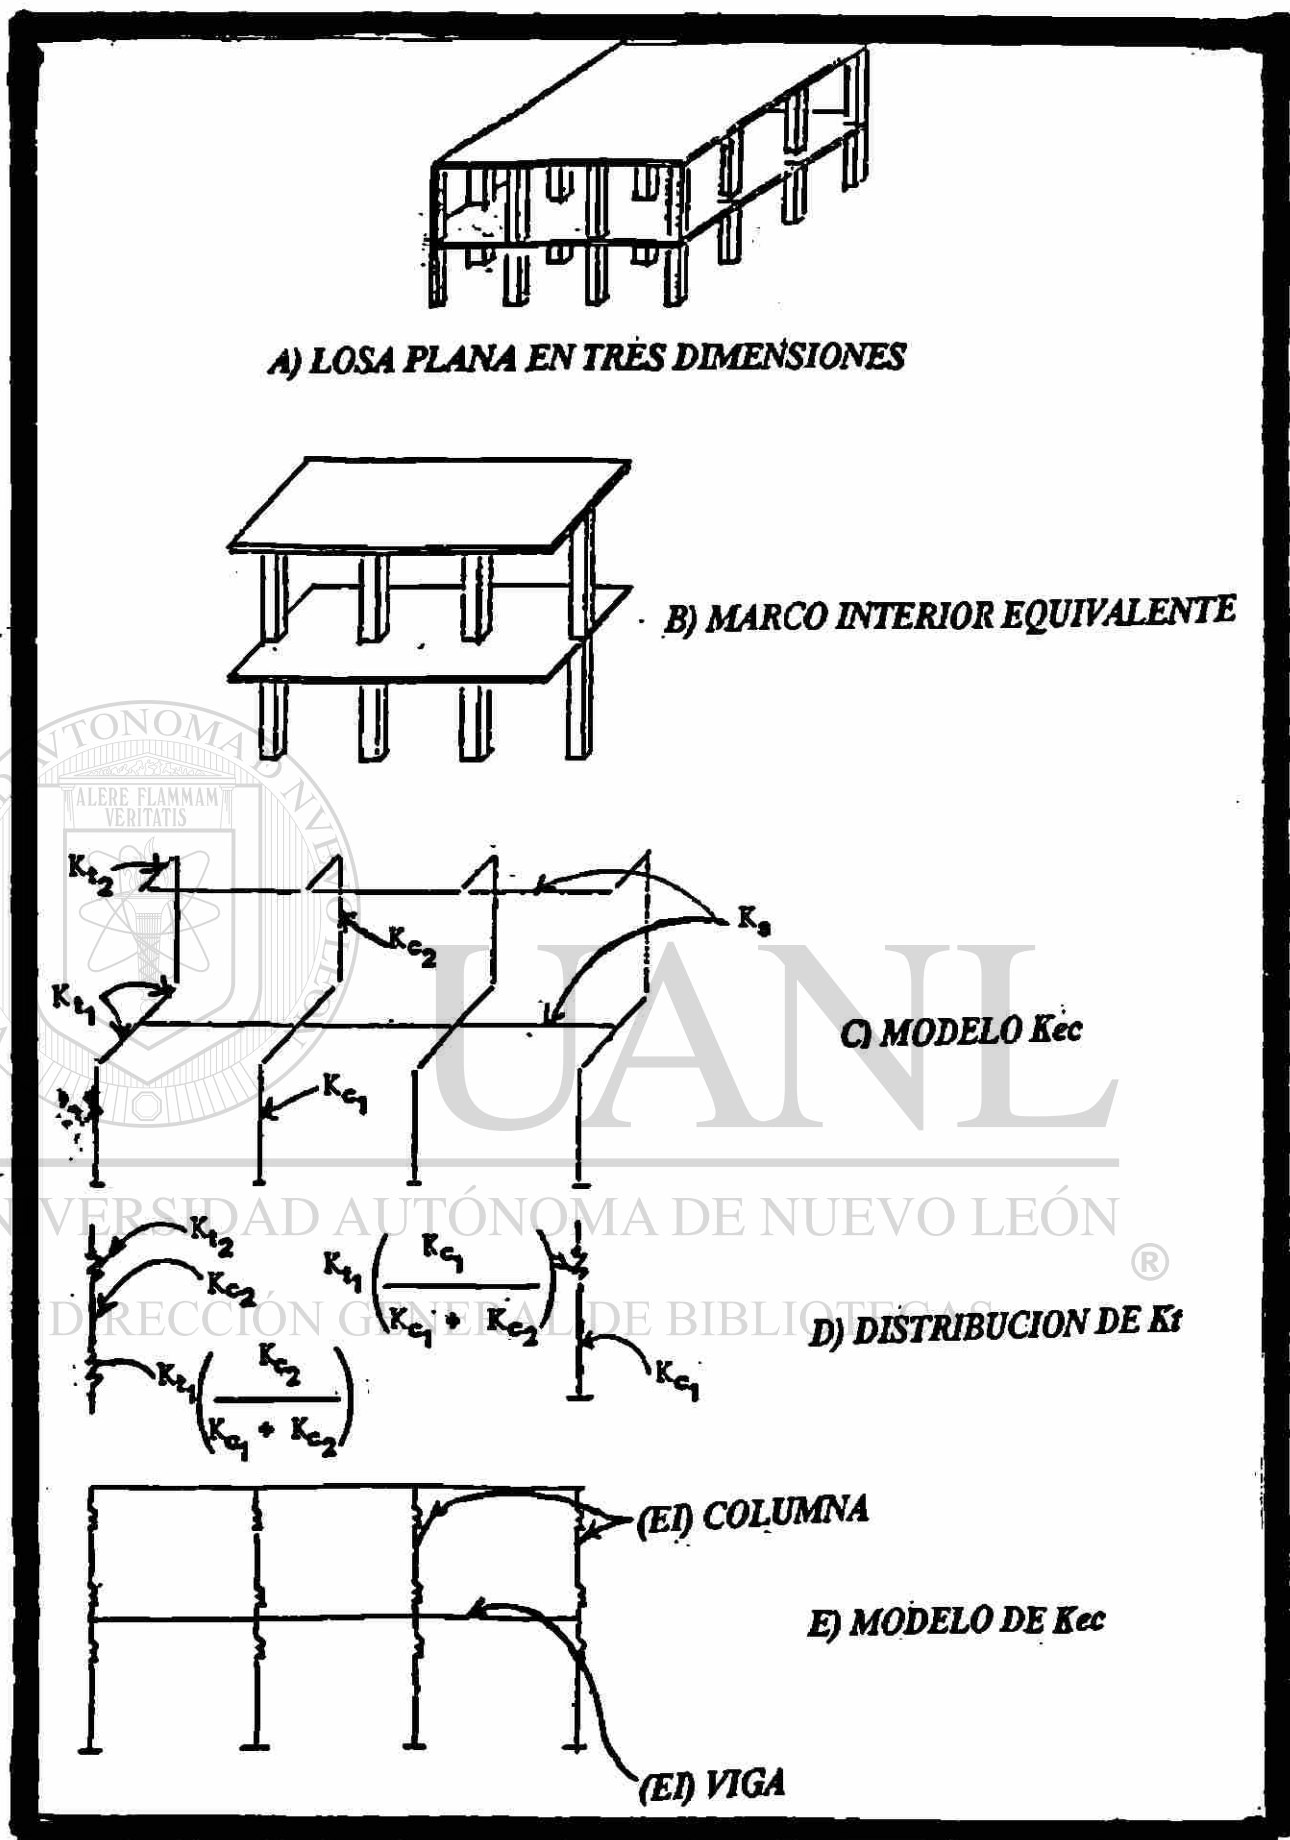 A) LOSA PLANA EN TRES DIMENSIONES
B) MARCO INTERIOR EQUIVALENTE
ALERE FLAMMAM
VERITATIS
Kt2
Kc2
Ks
Kt1
C) MODELO Kec
Kc1
UANL
UNIVERSIDAD AUTÓNOMA DE NUEVO LEÓN
®
DIRECCIÓN GENERAL DE BIBLIOTECAS
Kt2
Kc2
Kt1 (Kc1 / Kc1 + Kc2)
D) DISTRIBUCION DE Kt
Kc1
Kt1 (Kc2 / Kc1 + Kc2)
(EI) COLUMNA
E) MODELO DE Kec
(EI) VIGA